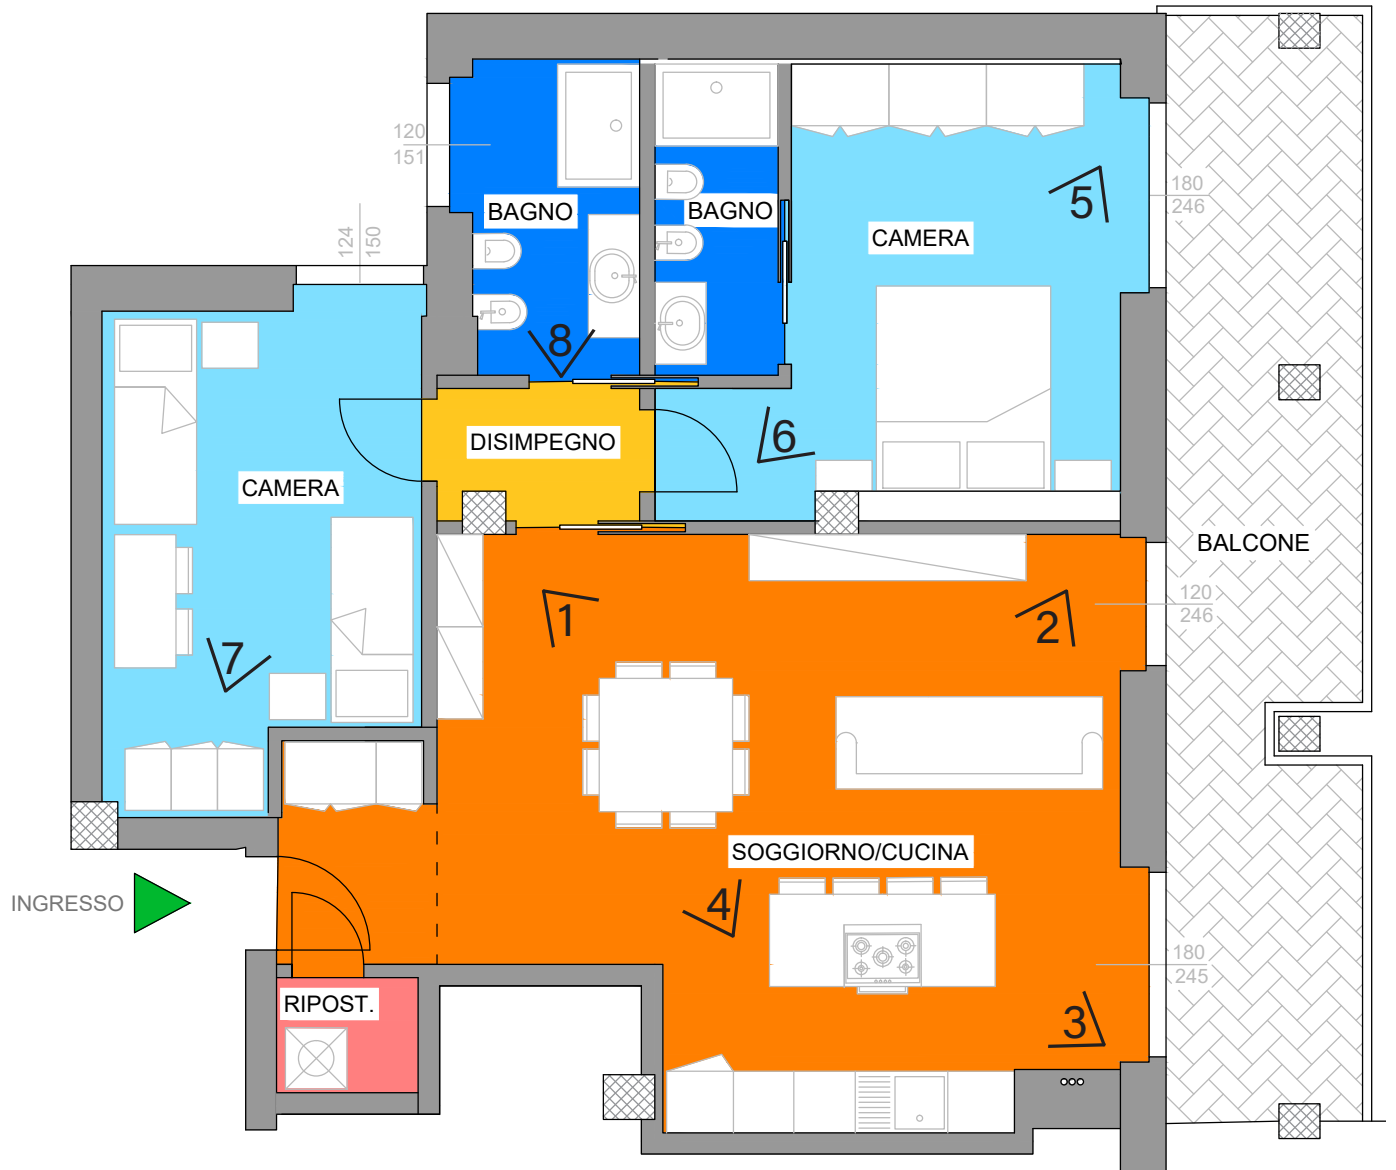 120
151
180
246
5
BAGNO
BAGNO
CAMERA
124
150
8
DISIMPEGNO
6
CAMERA
BALCONE
120
246
1
2
7
SOGGIORNO/CUCINA
4
INGRESSO
180
245
RIPOST.
3